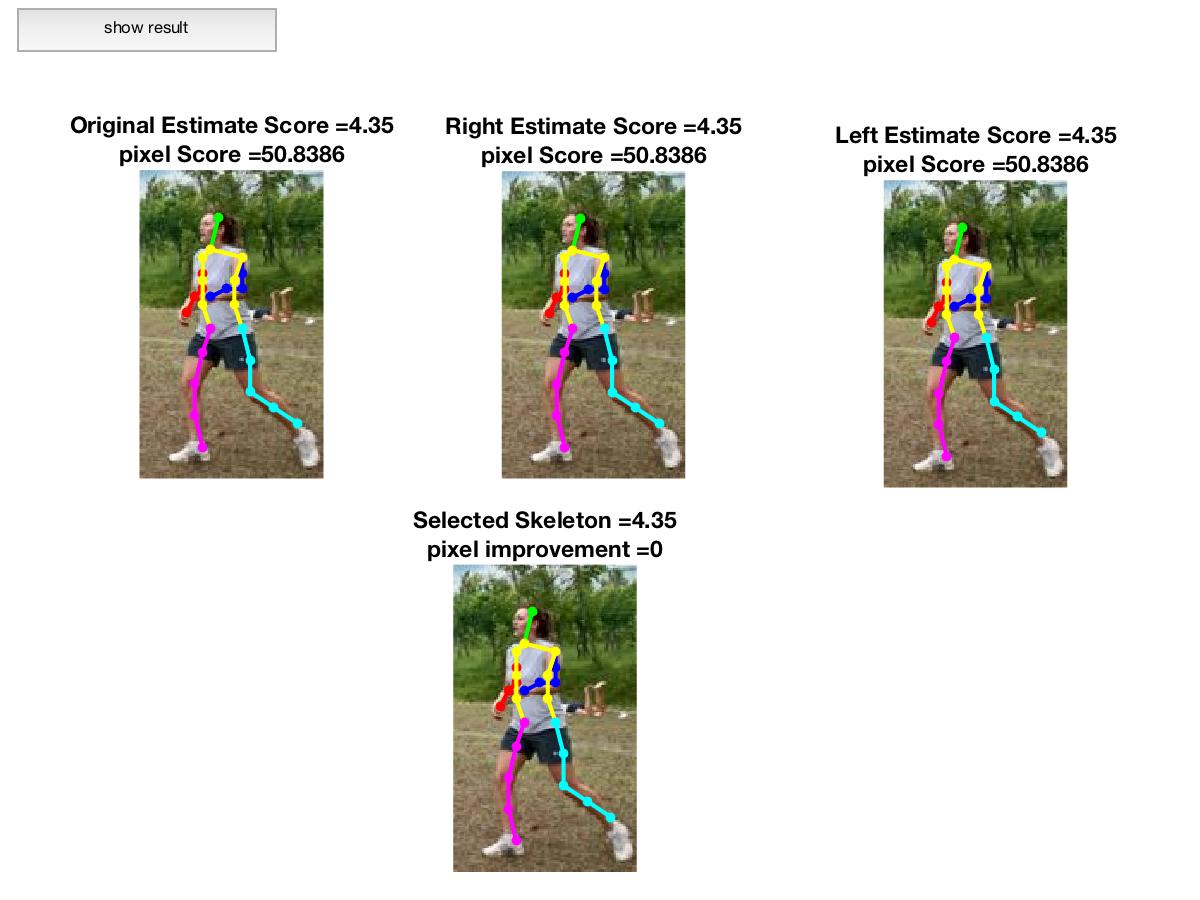 show result
Original Estimate Score =4.35
pixel Score =50.8386
Right Estimate Score =4.35
pixel Score =50.8386
Left Estimate Score =4.35
pixel Score =50.8386
Selected Skeleton =4.35
pixel improvement =0